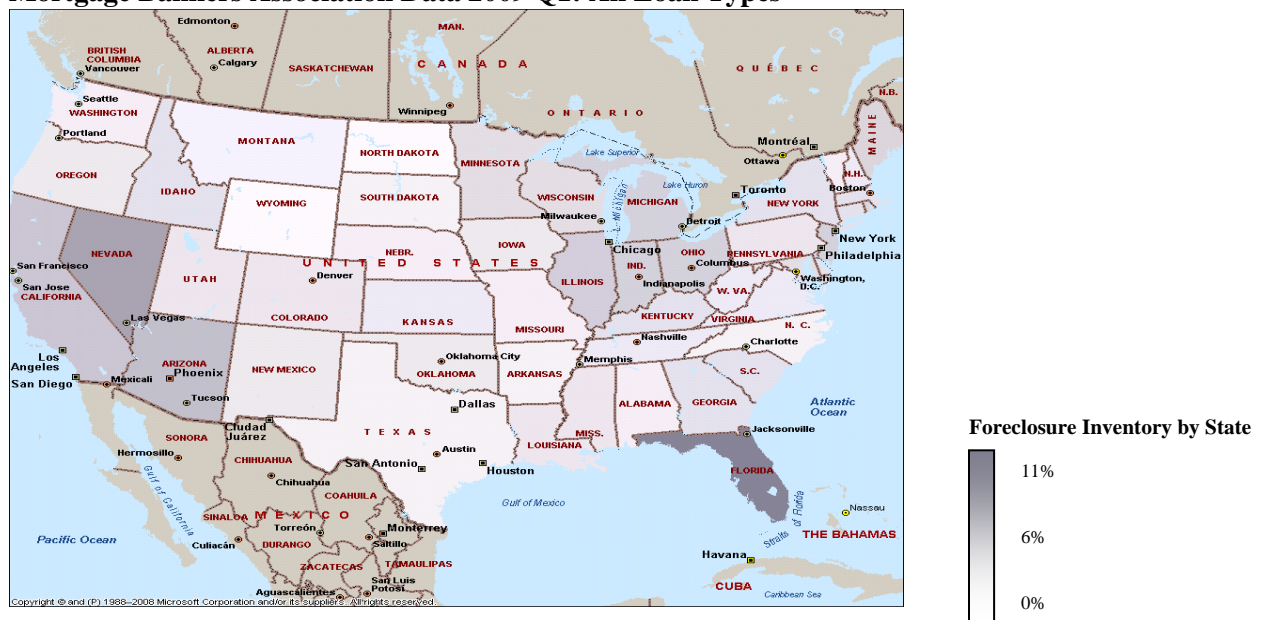 Mortgage Bankers Association Data 2009 Q2: All Loan Types
Edmonton
MAN.
BRITISH
COLUMBIA
ALBERTA
Calgary
SASKATCHEWAN
CANADA
QUÉBEC
Vancouver
N.B.
Seattle
WASHINGTON
Winnipeg
ONTARIO
MAINE
Portland
MONTANA
NORTH DAKOTA
MINNESOTA
Lake Superior
Montréal
Ottawa
OREGON
IDAHO
WYOMING
SOUTH DAKOTA
WISCONSIN
L. Michigan
MICHIGAN
Lake Huron
Toronto
N.H.
Boston
NEW YORK
Milwaukee
Detroit
NEVADA
NEBR.
IOWA
Chicago
New York
Philadelphia
UNITED STATES
San Francisco
San Jose
CALIFORNIA
UTAH
Denver
COLORADO
ILLINOIS
IND.
Indianapolis
OHIO
Columbus
PENNSYLVANIA
Washington,
D.C.
W. VA.
Las Vegas
KANSAS
MISSOURI
KENTUCKY
VIRGINIA
N. C.
Los
Angeles
San Diego
Mexicali
ARIZONA
Phoenix
Tucson
NEW MEXICO
Oklahoma City
OKLAHOMA
ARKANSAS
Memphis
Nashville
Charlotte
S.C.
Dallas
ALABAMA
GEORGIA
Atlantic
Ocean
Ciudad
Juárez
TEXAS
MISS.
LOUISIANA
Jacksonville
SONORA
Hermosillo
CHIHUAHUA
Chihuahua
San Antonio
Austin
Houston
FLORIDA
Gulf of California
COAHUILA
Gulf of Mexico
Straits of Florida
Nassau
THE BAHAMAS
SINALOA
MEXICO
Torreón
Monterrey
Saltillo
Pacific Ocean
Culiacán
DURANGO
ZACATECAS
TAMAULIPAS
San Luis
Potosí
Aguascalientes
Havana
CUBA
Caribbean Sea
Copyright © and (P) 1988–2008 Microsoft Corporation and/or its suppliers. All rights reserved.
Foreclosure Inventory by State
11%
6%
0%